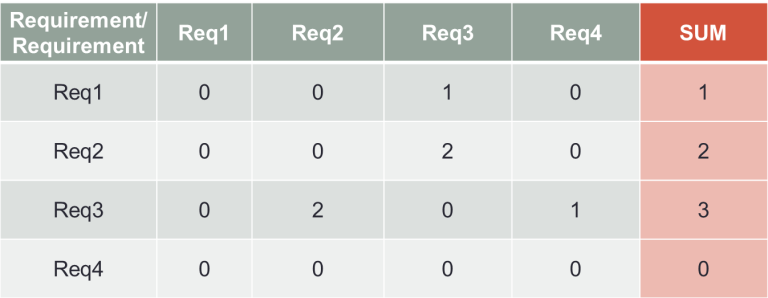 Requirement/ Requirement Req1 Req2 Req3 Req4 SUM
Req1 0 0 1 0 1
Req2 0 0 2 0 2
Req3 0 2 0 1 3
Req4 0 0 0 0 0